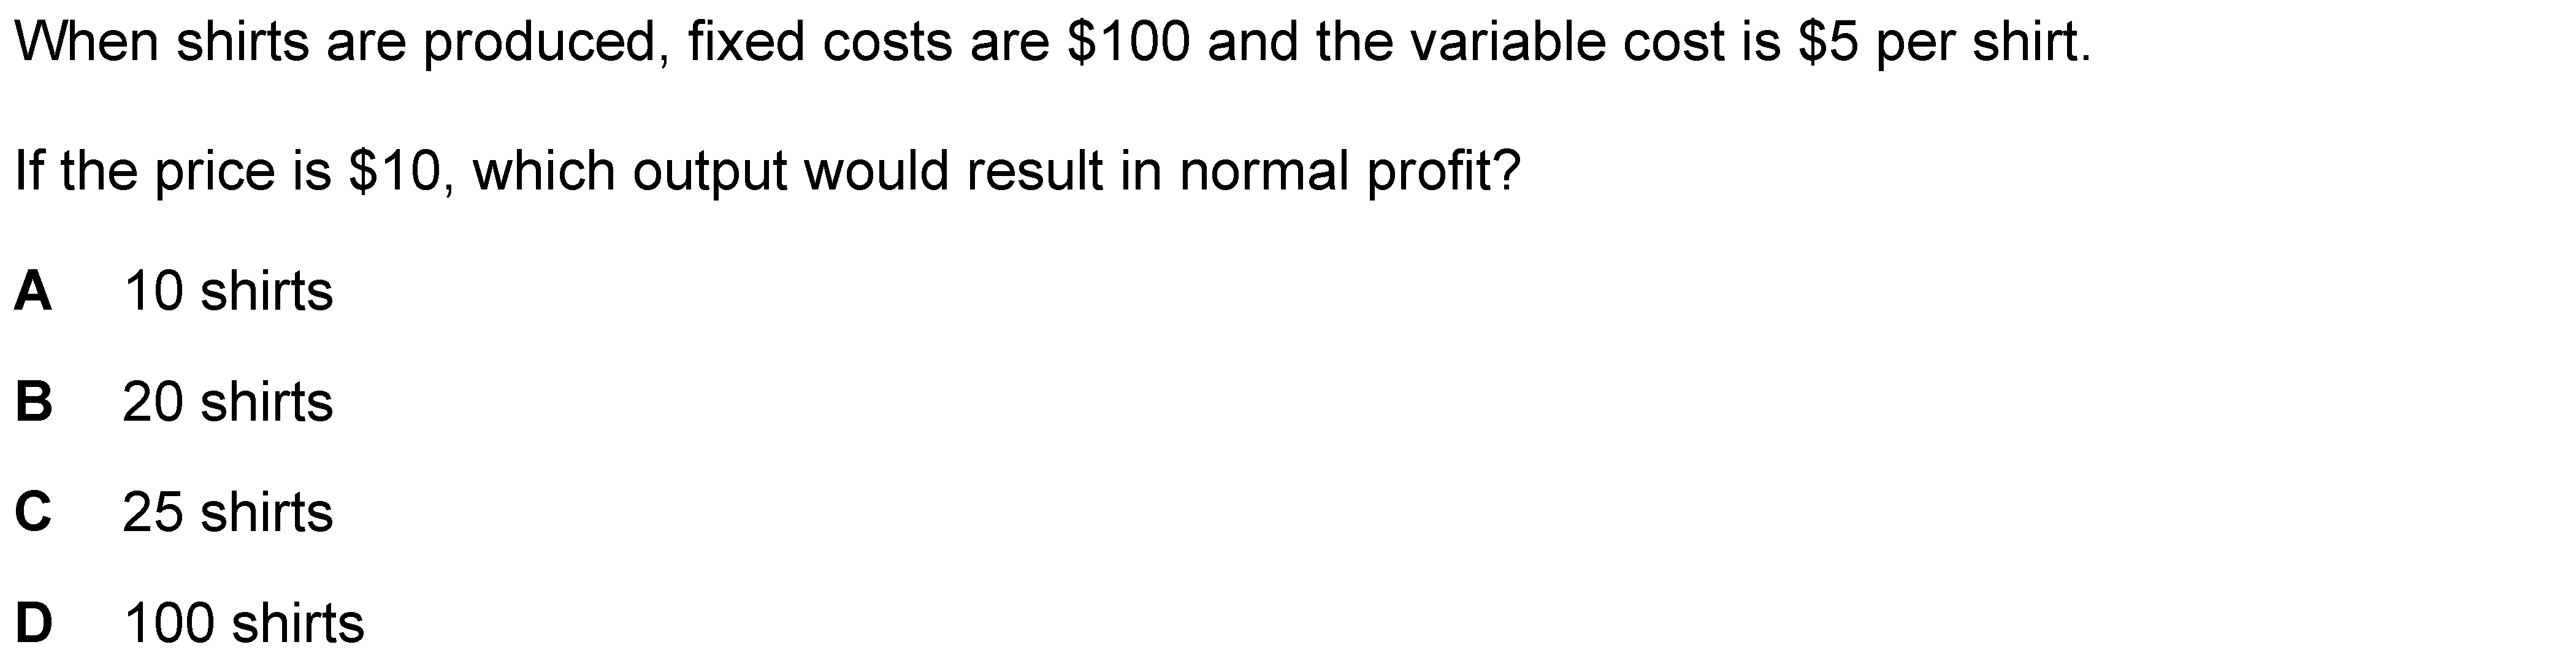 When shirts are produced, fixed costs are $100 and the variable cost is $5 per shirt.
If the price is $10, which output would result in normal profit?
A 10 shirts
B 20 shirts
C 25 shirts
D 100 shirts